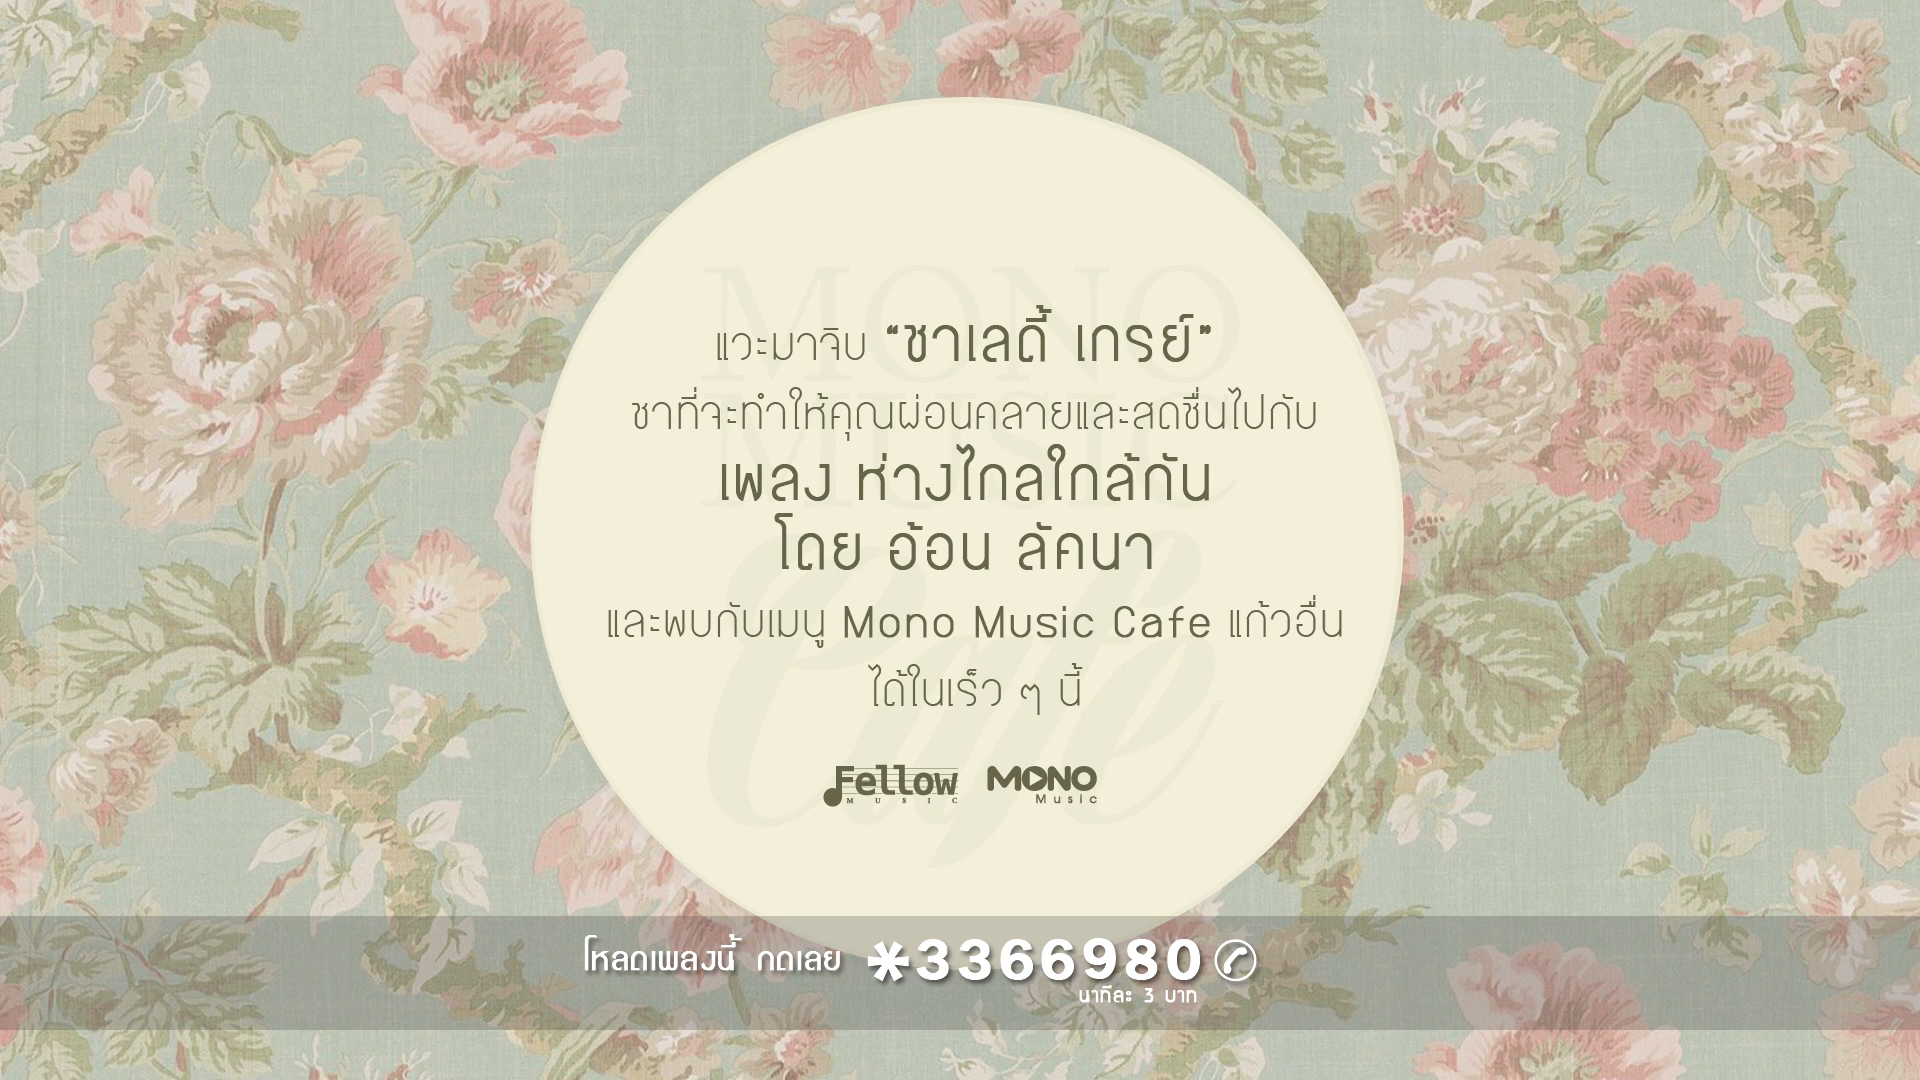 MONO
MUSIC
Cafe
แวะมาจิบ “ชาเลดี้ เกรย์”
ชาที่จะทำให้คุณผ่อนคลายและสดชื่นไปกับ
เพลง ห่างไกลใกล้กัน
โดย อ้อน ลัคนา
และพบกับเมนู Mono Music Cafe แก้วอื่น
ได้ในเร็ว ๆ นี้
Fellow MUSIC
MONO Music
โหลดเพลงนี้ กดเลย *3366980
นาทีละ 3 บาท